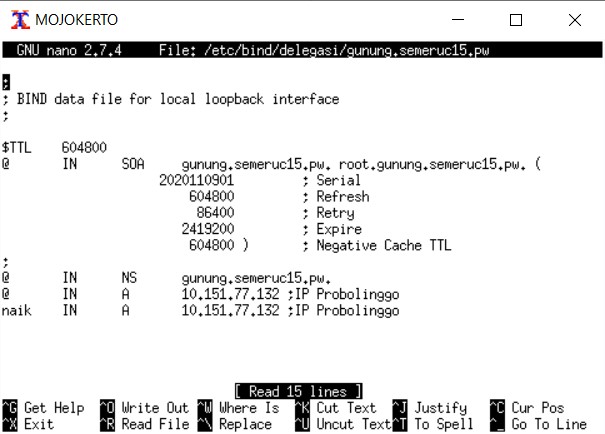 MOJOKERTO
GNU nano 2.7.4 File: /etc/bind/delegasi/gunung.semeruc15.pw
;
; BIND data file for local loopback interface
;
$TTL 604800
@ IN SOA gunung.semeruc15.pw. root.gunung.semeruc15.pw. (
2020110901 ; Serial
604800 ; Refresh
86400 ; Retry
2419200 ; Expire
604800 ) ; Negative Cache TTL
;
@ IN NS gunung.semeruc15.pw.
@ IN A 10.151.77.132 ;IP Probolinggo
naik IN A 10.151.77.132 ;IP Probolinggo
[ Read 15 lines ]
^G Get Help ^O Write Out ^W Where Is ^K Cut Text ^J Justify ^C Cur Pos
^X Exit ^R Read File ^\ Replace ^U Uncut Text ^T To Spell ^_ Go To Line